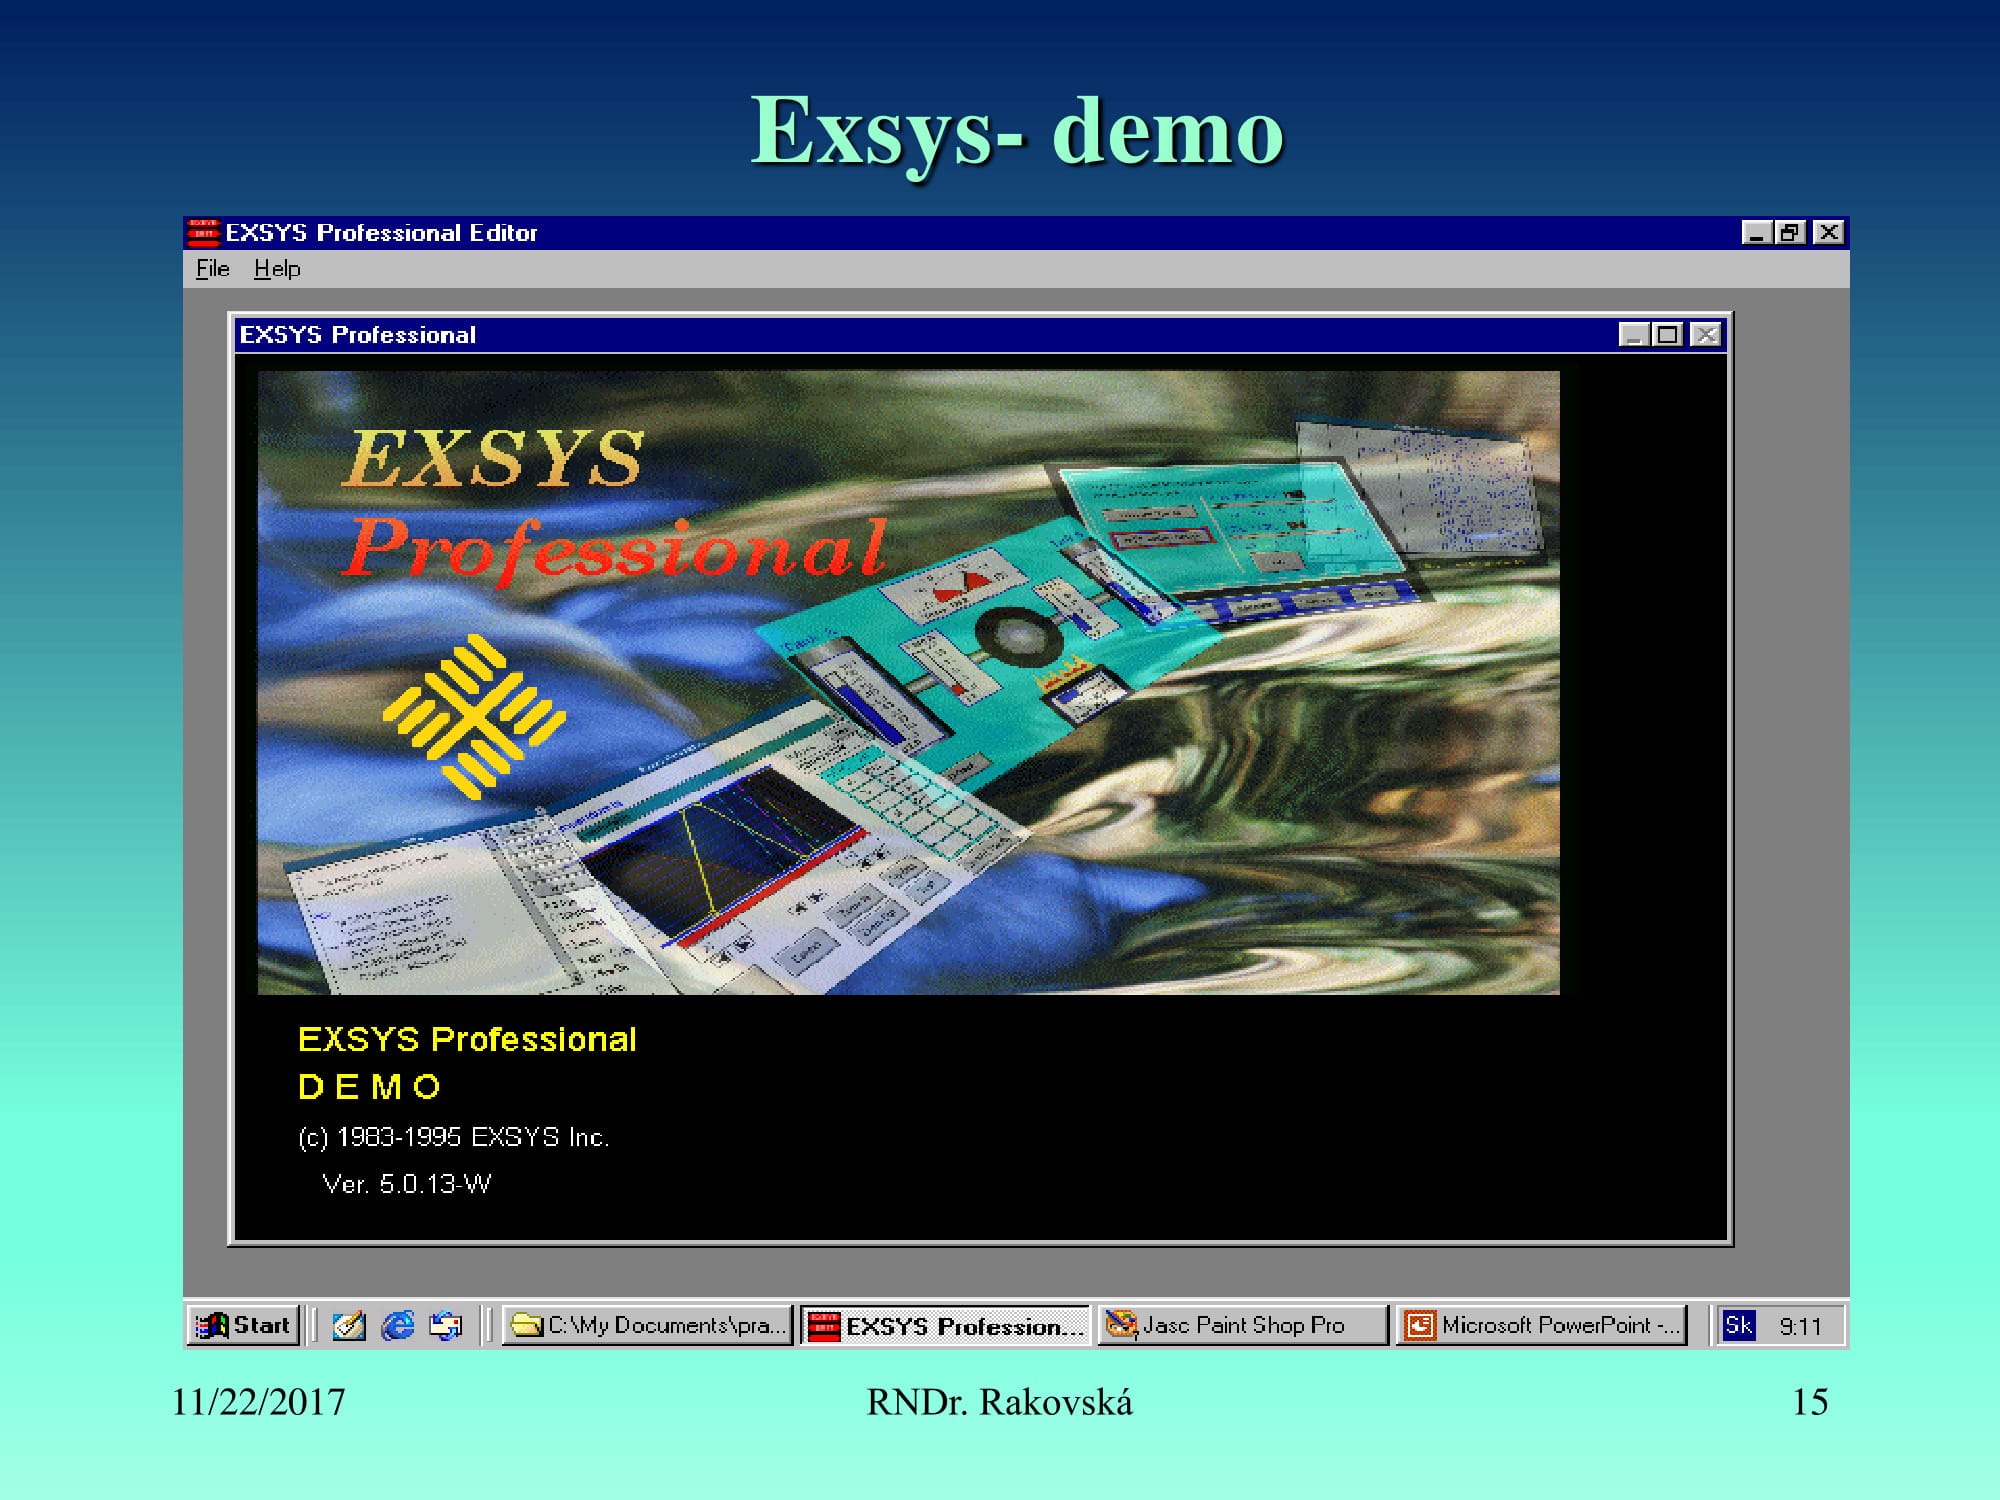 Exsys- demo
EXSYS Professional Editor
File Help
EXSYS Professional
EXSYS
Professional
EXSYS Professional
D E M O
(c) 1983-1995 EXSYS Inc.
Ver. 5.0.13-W
Start C:\My Documents\pra... EXSYS Profession... Jasc Paint Shop Pro Microsoft PowerPoint -... Sk 9:11
11/22/2017 RNDr. Rakovská 15